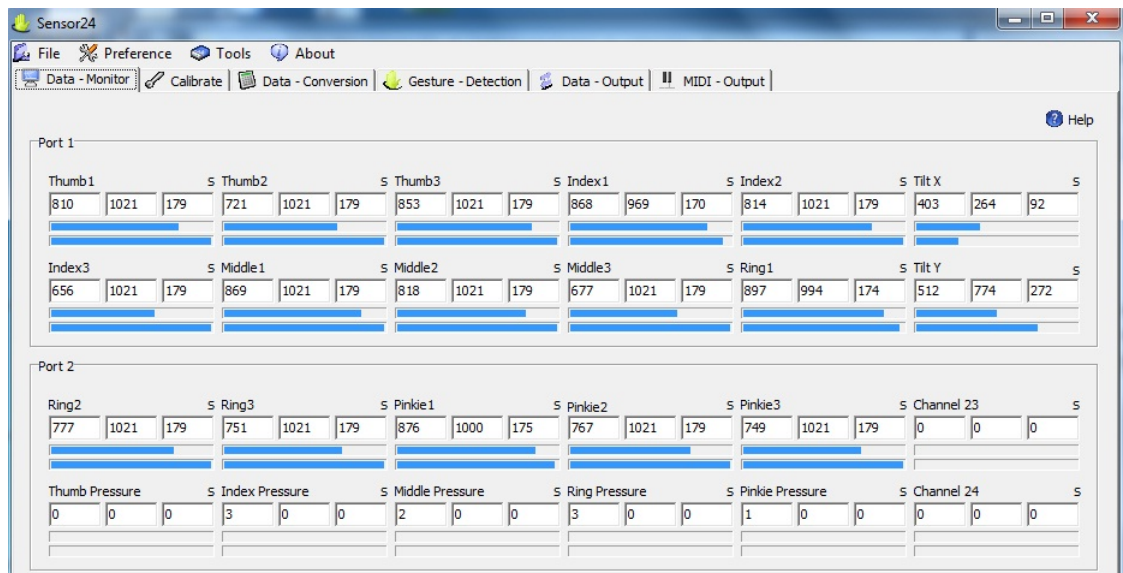 Sensor24
File Preference Tools About
Data - Monitor Calibrate Data - Conversion Gesture - Detection Data - Output MIDI - Output
Help
Port 1
Thumb1 S Thumb2 S Thumb3 S Index1 S Index2 S Tilt X S
810 1021 179 721 1021 179 853 1021 179 868 969 170 814 1021 179 403 264 92
Index3 S Middle1 S Middle2 S Middle3 S Ring1 S Tilt Y S
656 1021 179 869 1021 179 818 1021 179 677 1021 179 897 994 174 512 774 272
Port 2
Ring2 S Ring3 S Pinkie1 S Pinkie2 S Pinkie3 S Channel 23 S
777 1021 179 751 1021 179 876 1000 175 767 1021 179 749 1021 179 0 0 0
Thumb Pressure S Index Pressure S Middle Pressure S Ring Pressure S Pinkie Pressure S Channel 24 S
0 0 0 3 0 0 2 0 0 3 0 0 1 0 0 0 0 0